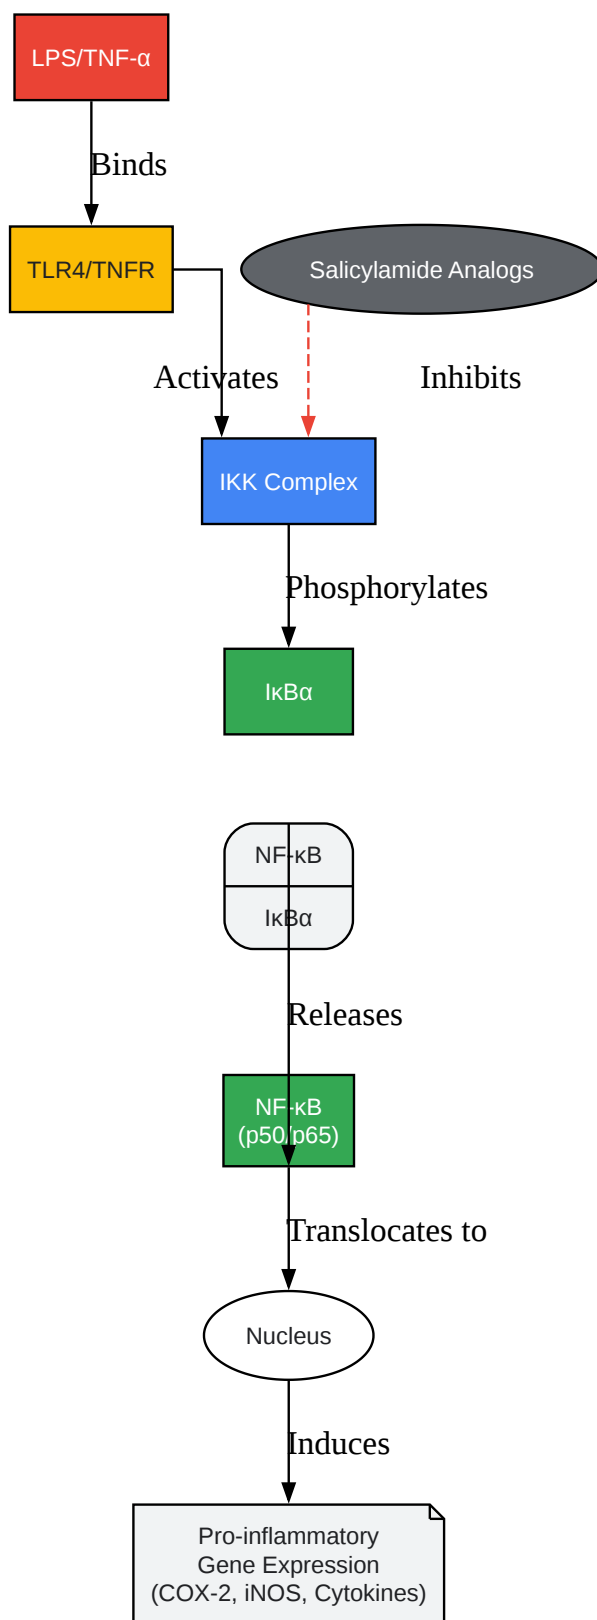 LPS/TNF-α
Binds
TLR4/TNFR
Salicylamide Analogs
Activates
Inhibits
IKK Complex
Phosphorylates
IκBα
NF-κB
IκBα
Releases
NF-κB
(p50/p65)
Translocates to
Nucleus
Induces
Pro-inflammatory
Gene Expression
(COX-2, iNOS, Cytokines)